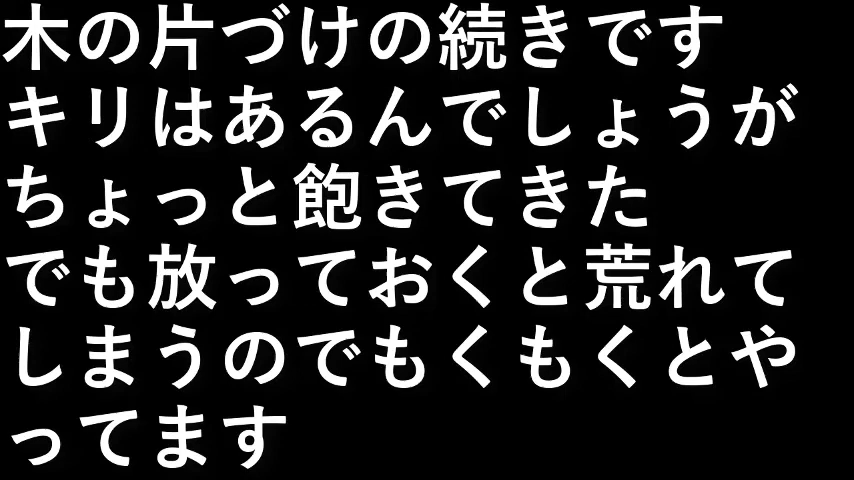 木の片づけの続きです
キリはあるんでしょうが
ちょっと飽きてきた
でも放っておくと荒れて
しまうのでもくもくとや
ってます